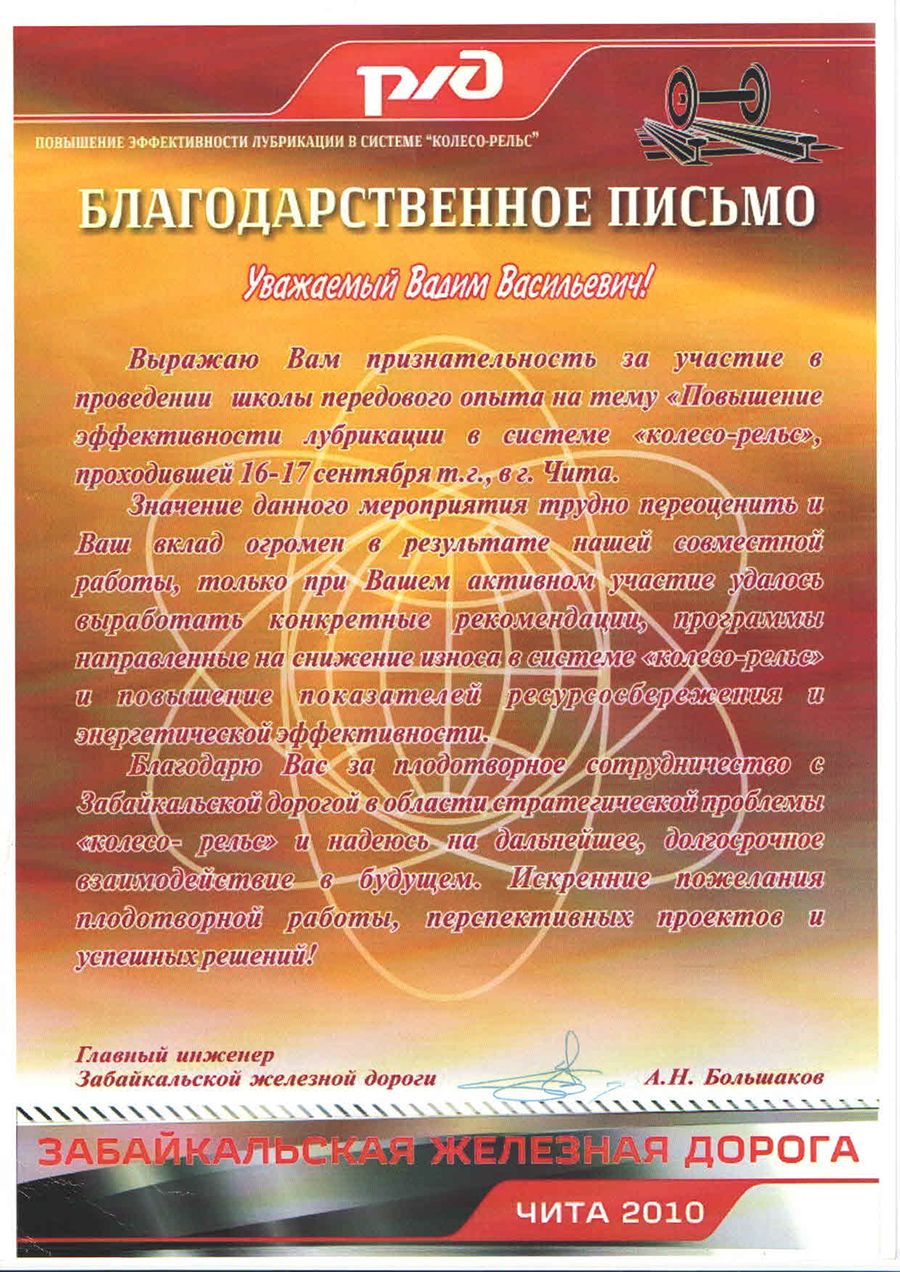 РЖД
ПОВЫШЕНИЕ ЭФФЕКТИВНОСТИ ЛУБРИКАЦИИ В СИСТЕМЕ "КОЛЕСО-РЕЛЬС"
БЛАГОДАРСТВЕННОЕ ПИСЬМО
Уважаемый Вадим Васильевич!
Выражаю Вам признательность за участие в
проведении школы передового опыта на тему «Повышение
эффективности лубрикации в системе «колесо-рельс»,
проходившей 16-17 сентября т.г., в г. Чита.
Значение данного мероприятия трудно переоценить и
Ваш вклад огромен в результате нашей совместной
работы, только при Вашем активном участие удалось
выработать конкретные рекомендации, программы
направленные на снижение износа в системе «колесо-рельс»
и повышение показателей ресурсосбережения и
энергетической эффективности.
Благодарю Вас за плодотворное сотрудничество с
Забайкальской дорогой в области стратегической проблемы
«колесо- рельс» и надеюсь на дальнейшее, долгосрочное
взаимодействие в будущем. Искренние пожелания
плодотворной работы, перспективных проектов и
успешных решений!
Главный инженер
Забайкальской железной дороги А.Н. Большаков
ЗАБАЙКАЛЬСКАЯ ЖЕЛЕЗНАЯ ДОРОГА
ЧИТА 2010